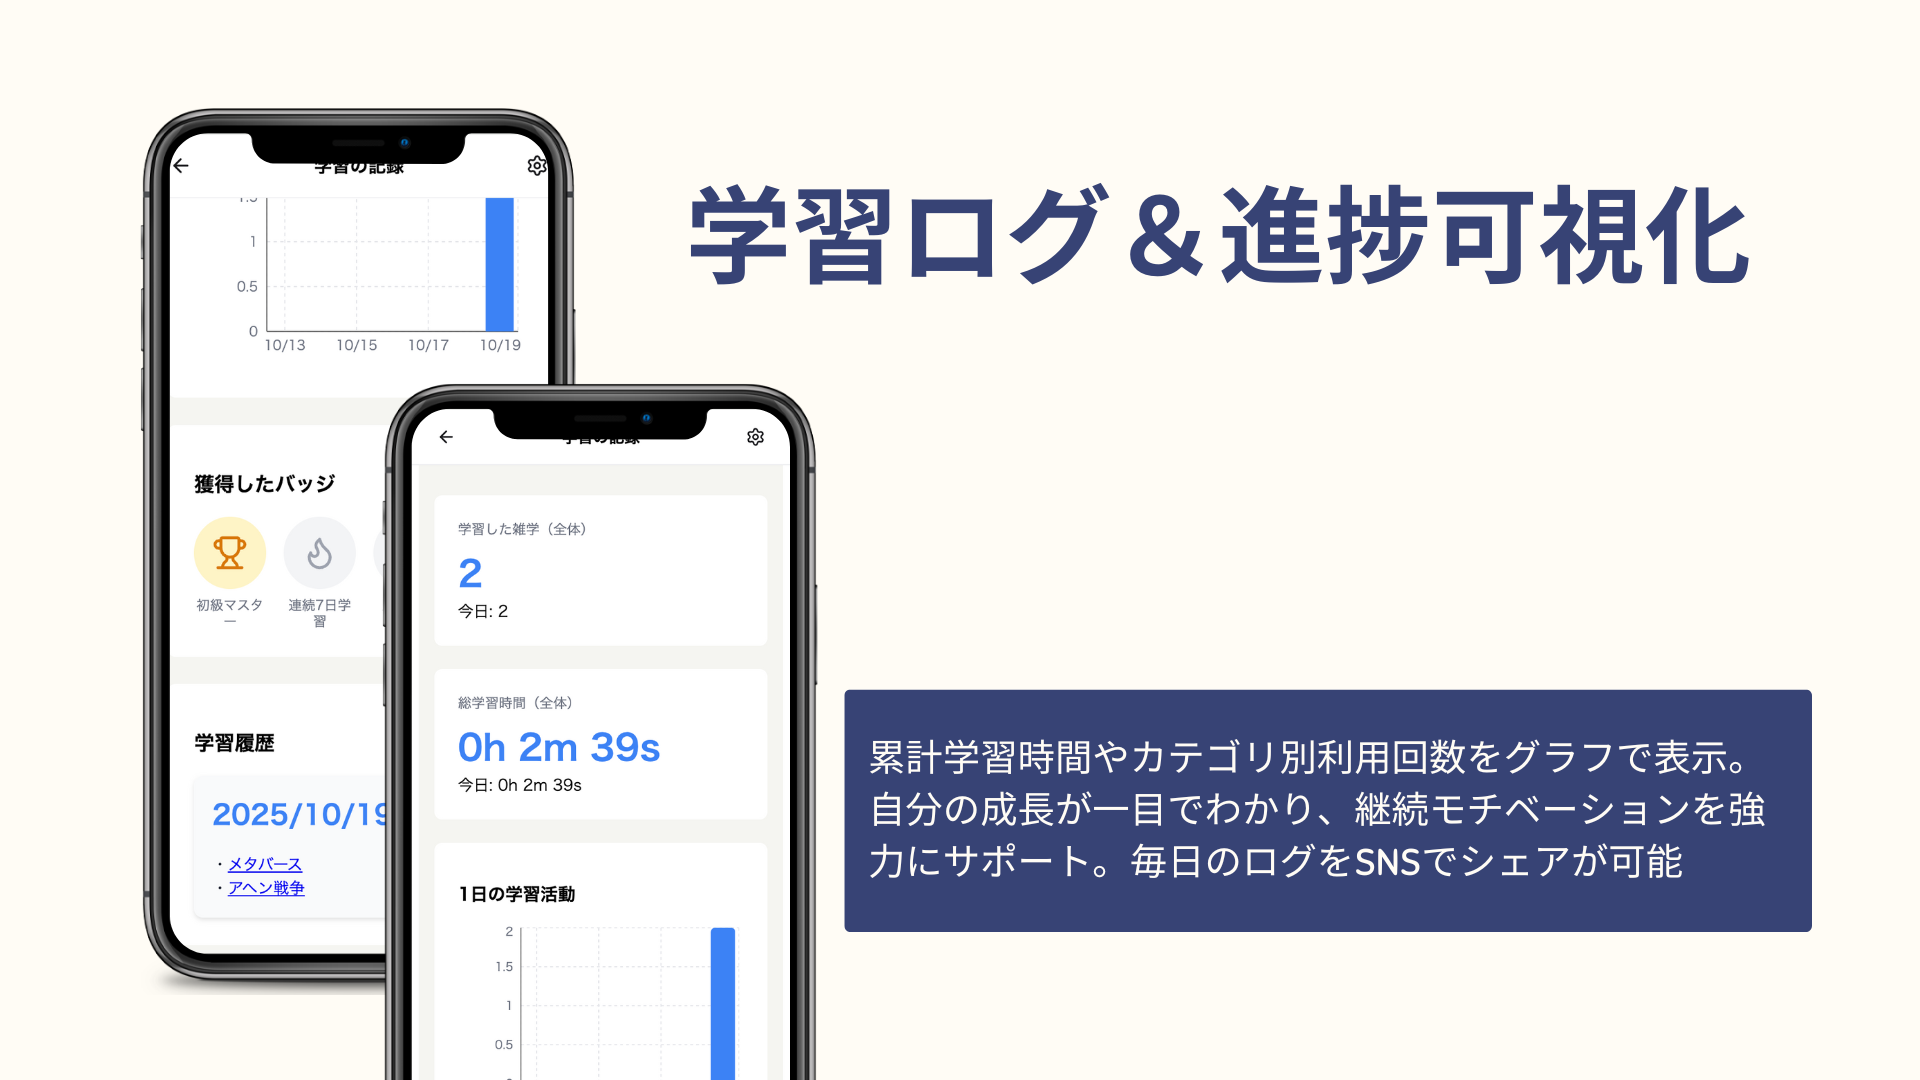 学習ログ＆進捗可視化
学習の記録
1.5
1
0.5
0
10/13 10/15 10/17 10/19
獲得したバッジ
初級マスタ
ー
連続7日学
習
学習履歴
2025/10/19
・メタバース
・アヘン戦争
学習の記録
学習した雑学（全体）
2
今日: 2
総学習時間（全体）
0h 2m 39s
今日: 0h 2m 39s
1日の学習活動
2
1.5
1
0.5
累計学習時間やカテゴリ別利用回数をグラフで表示。
自分の成長が一目でわかり、継続モチベーションを強
力にサポート。毎日のログをSNSでシェアが可能